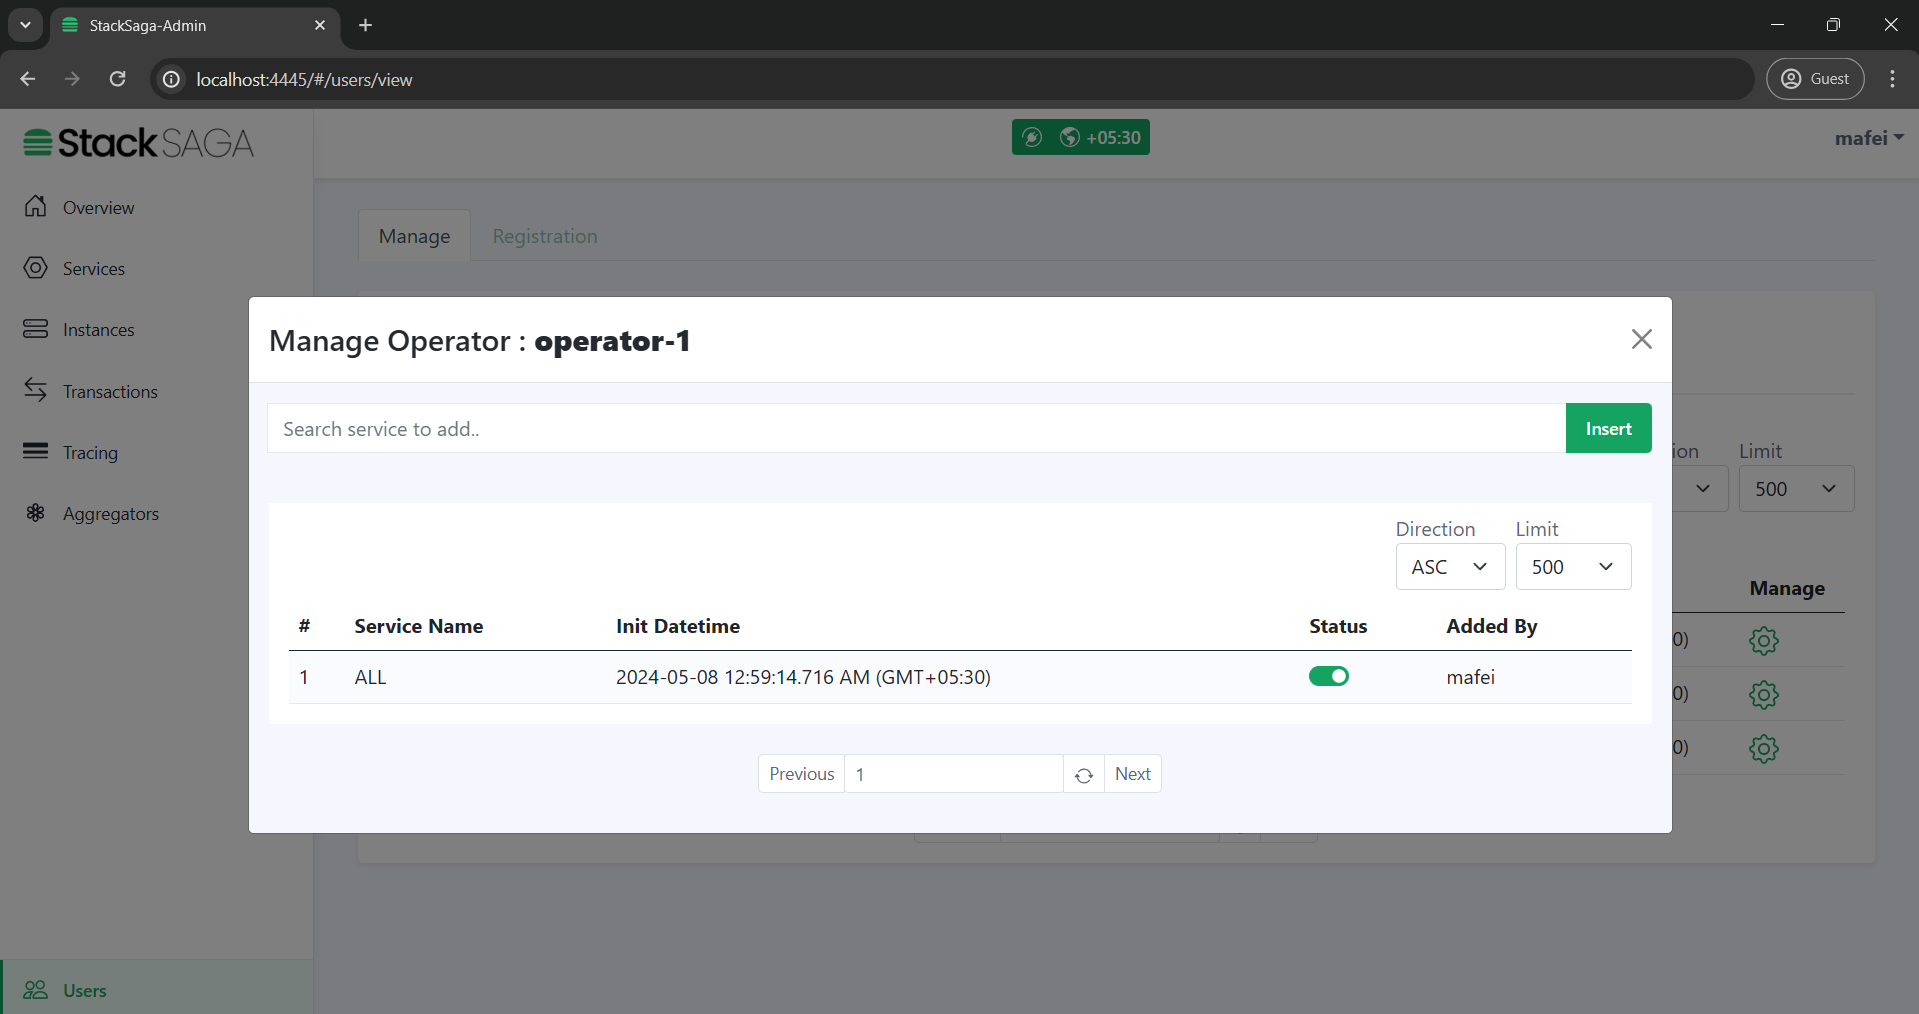 StackSaga-Admin
localhost:4445/#/users/view
Guest
StackSAGA
+05:30
mafei
Overview
Services
Instances
Transactions
Tracing
Aggregators
Users
Manage
Registration
Manage Operator : operator-1
Search service to add..
Insert
Direction
Limit
ASC
500
# Service Name Init Datetime Status Added By
1 ALL 2024-05-08 12:59:14.716 AM (GMT+05:30) mafei
Previous 1 Next
ion
Limit
500
Manage
0)
0)
0)